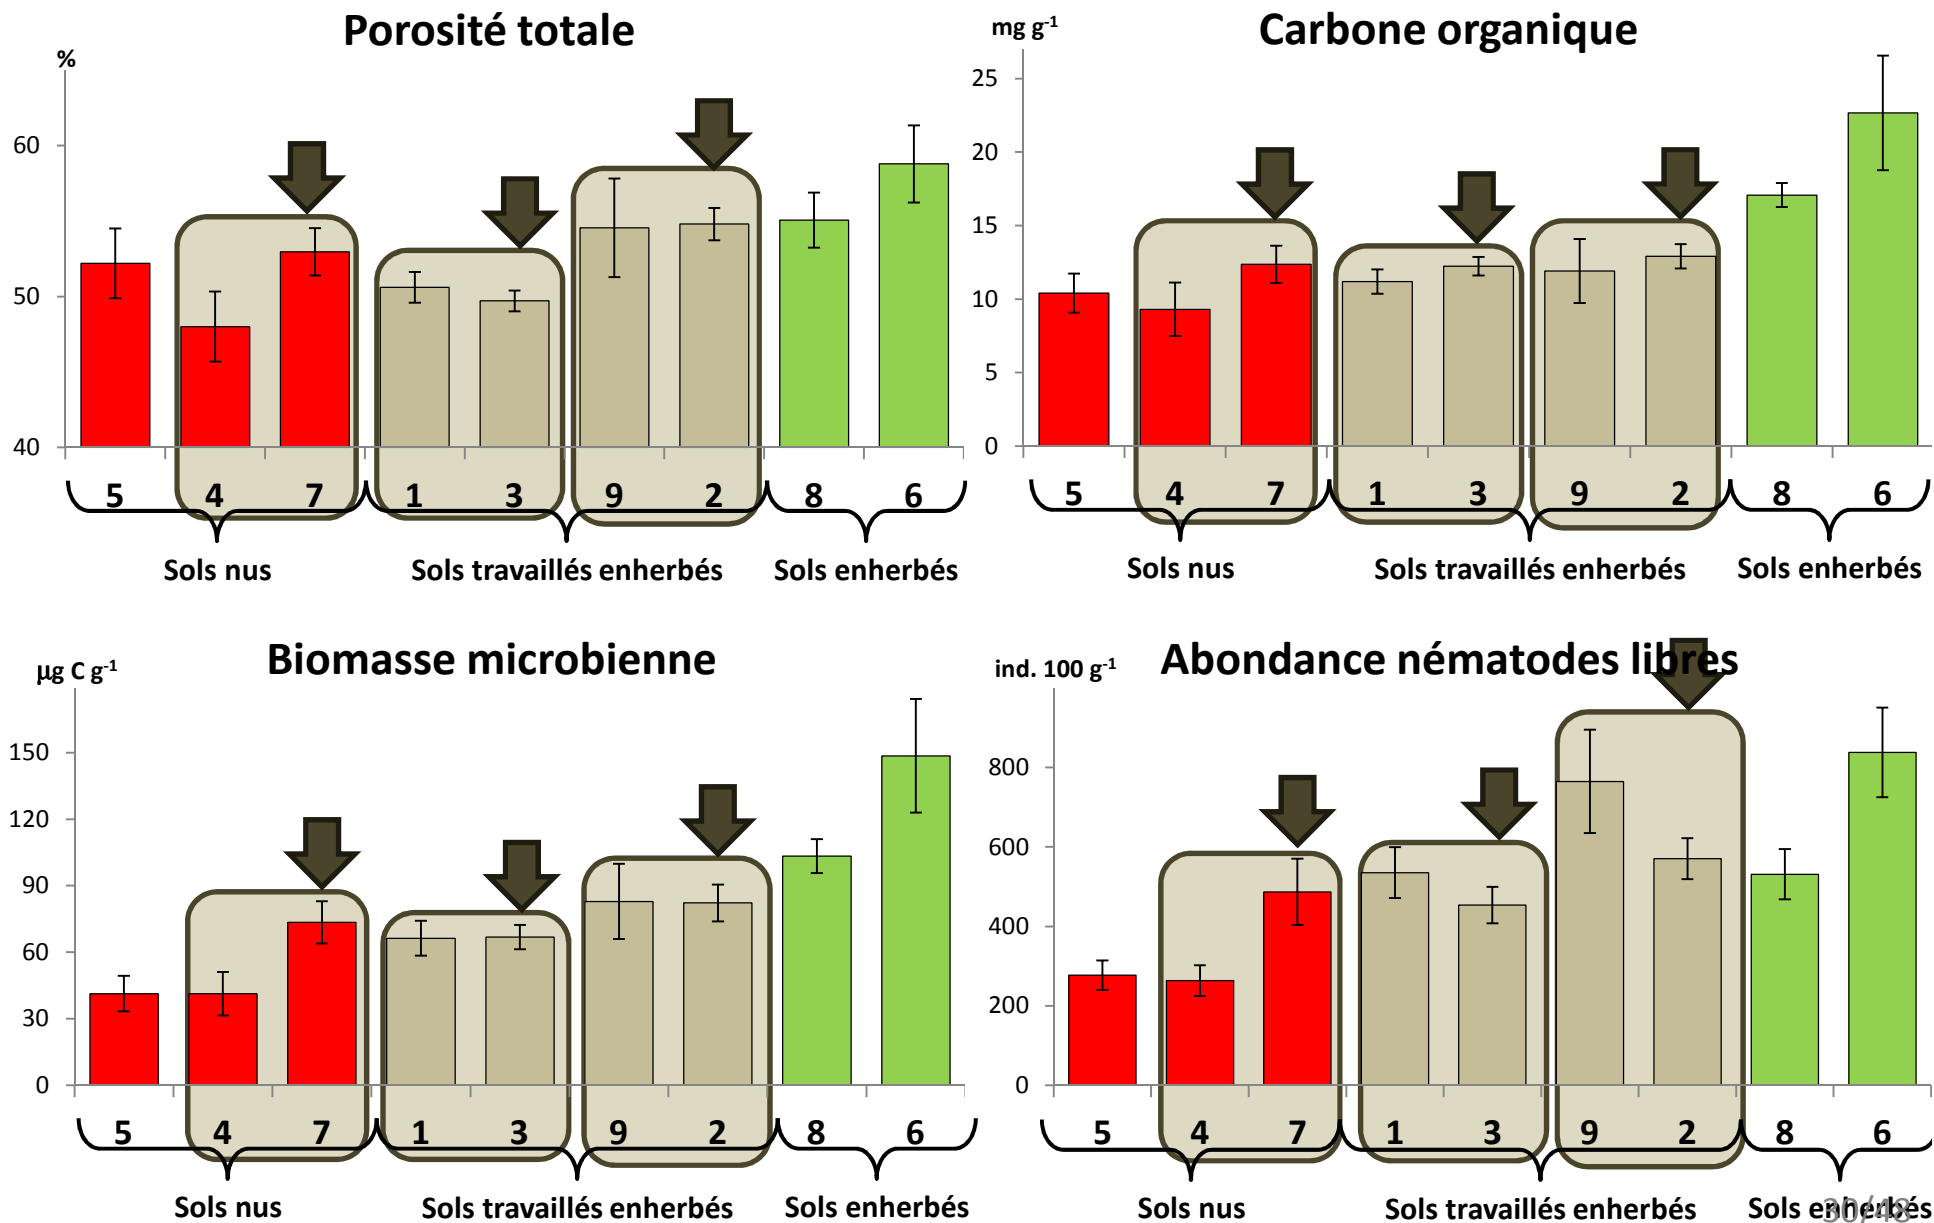 Porosité totale
%
60
50
40
5 4 7 1 3 9 2 8 6
Sols nus Sols travaillés enherbés Sols enherbés
Carbone organique
mg g-1
25
20
15
10
5
0
5 4 7 1 3 9 2 8 6
Sols nus Sols travaillés enherbés Sols enherbés
Biomasse microbienne
µg C g-1
150
120
90
60
30
0
5 4 7 1 3 9 2 8 6
Sols nus Sols travaillés enherbés Sols enherbés
Abondance nématodes libres
ind. 100 g-1
800
600
400
200
0
5 4 7 1 3 9 2 8 6
Sols nus Sols travaillés enherbés Sols enherbés
30/48